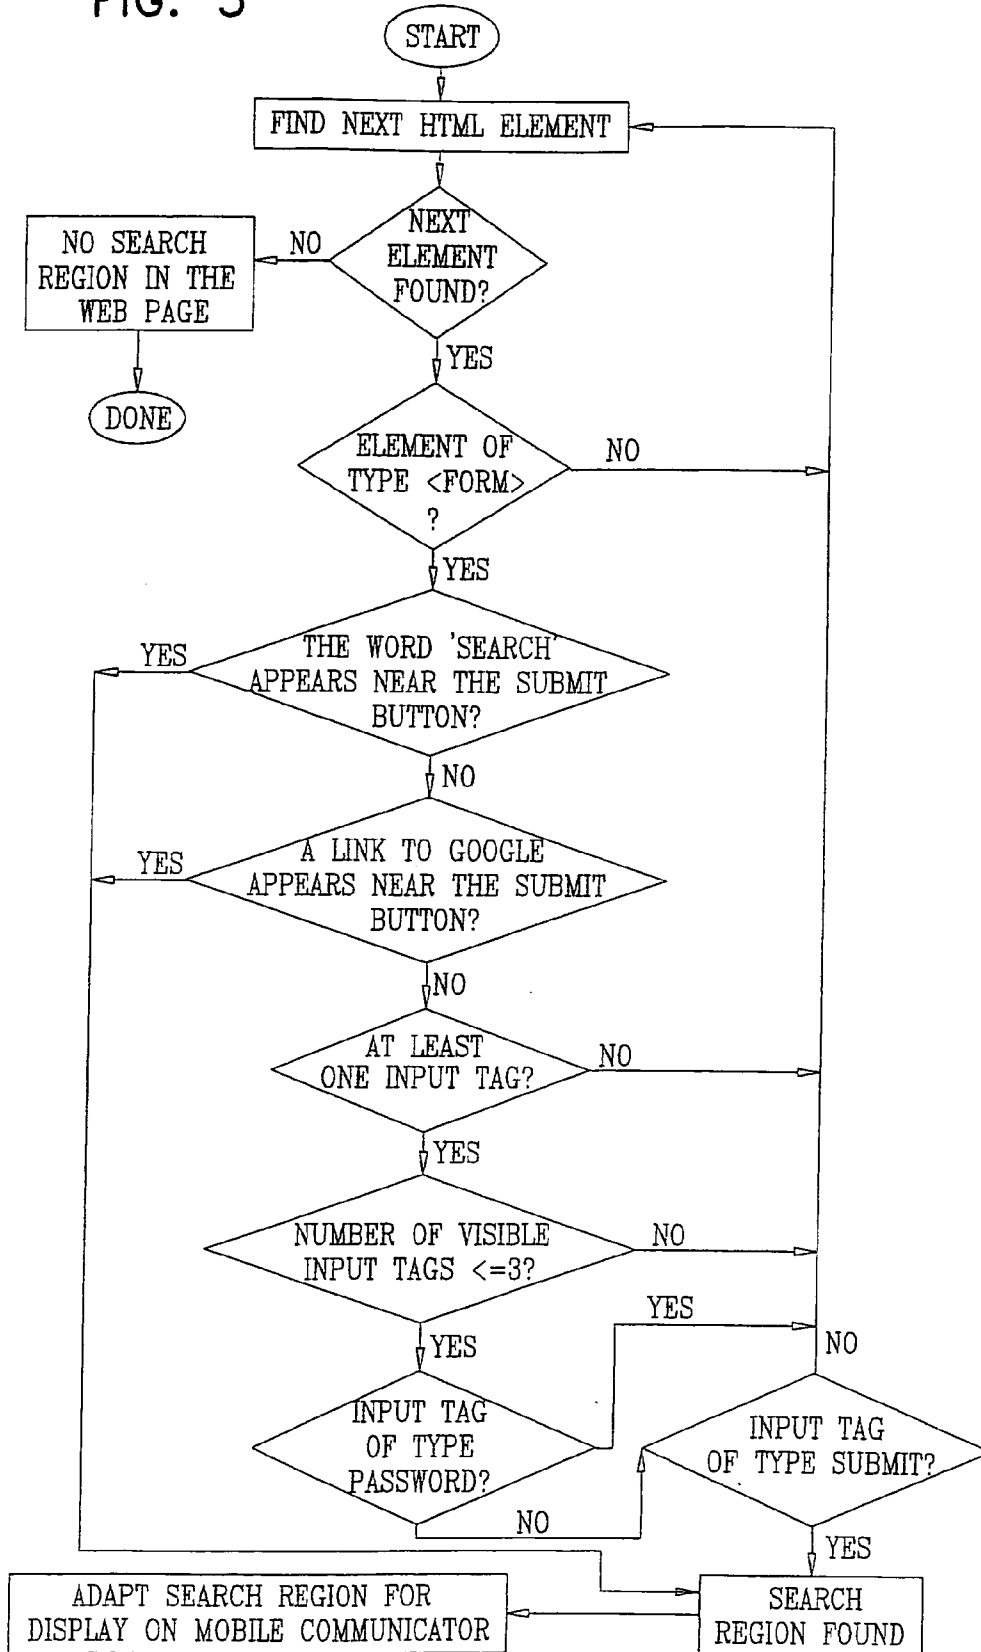 FIG. 5
START
FIND NEXT HTML ELEMENT
NEXT
ELEMENT
FOUND?
NO
NO SEARCH
REGION IN THE
WEB PAGE
DONE
YES
ELEMENT OF
TYPE <FORM>
?
NO
YES
THE WORD 'SEARCH'
APPEARS NEAR THE SUBMIT
BUTTON?
YES
NO
A LINK TO GOOGLE
APPEARS NEAR THE SUBMIT
BUTTON?
YES
NO
AT LEAST
ONE INPUT TAG?
NO
YES
NUMBER OF VISIBLE
INPUT TAGS <=3?
NO
YES
YES
INPUT TAG
OF TYPE
PASSWORD?
NO
NO
INPUT TAG
OF TYPE SUBMIT?
YES
SEARCH
REGION FOUND
ADAPT SEARCH REGION FOR
DISPLAY ON MOBILE COMMUNICATOR